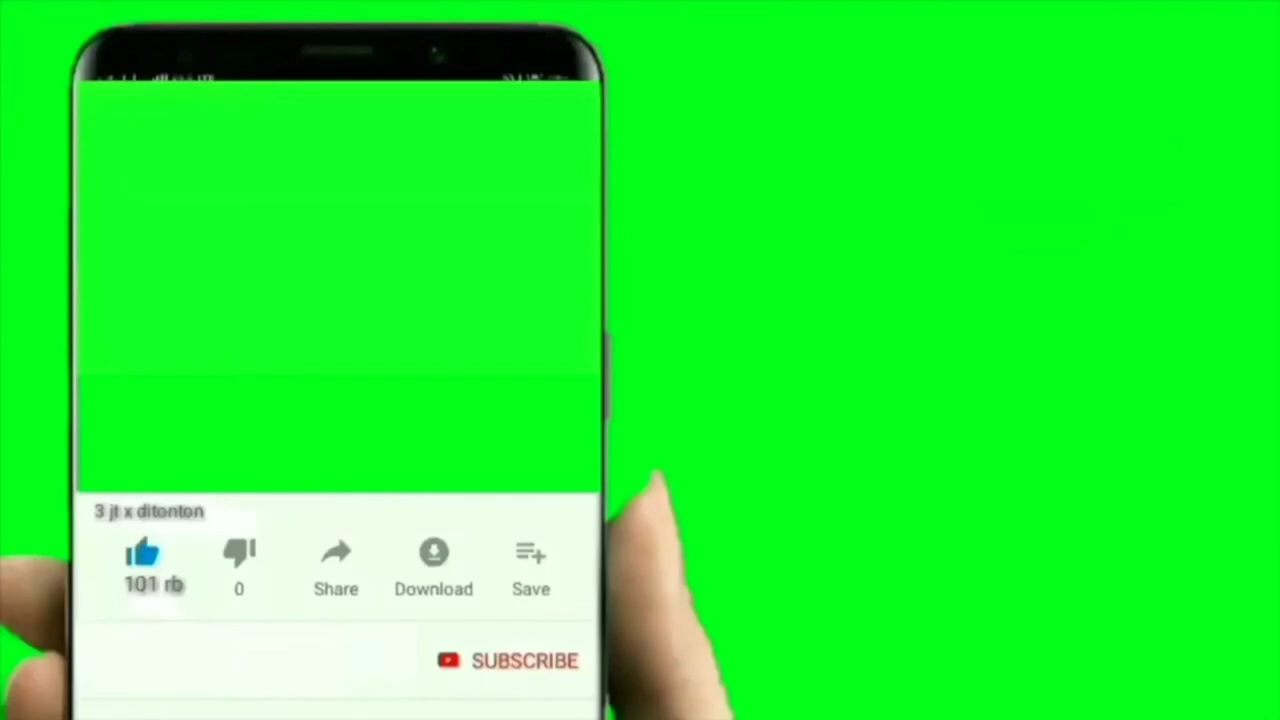 3 jt x ditonton
101 rb
0
Share
Download
Save
SUBSCRIBE